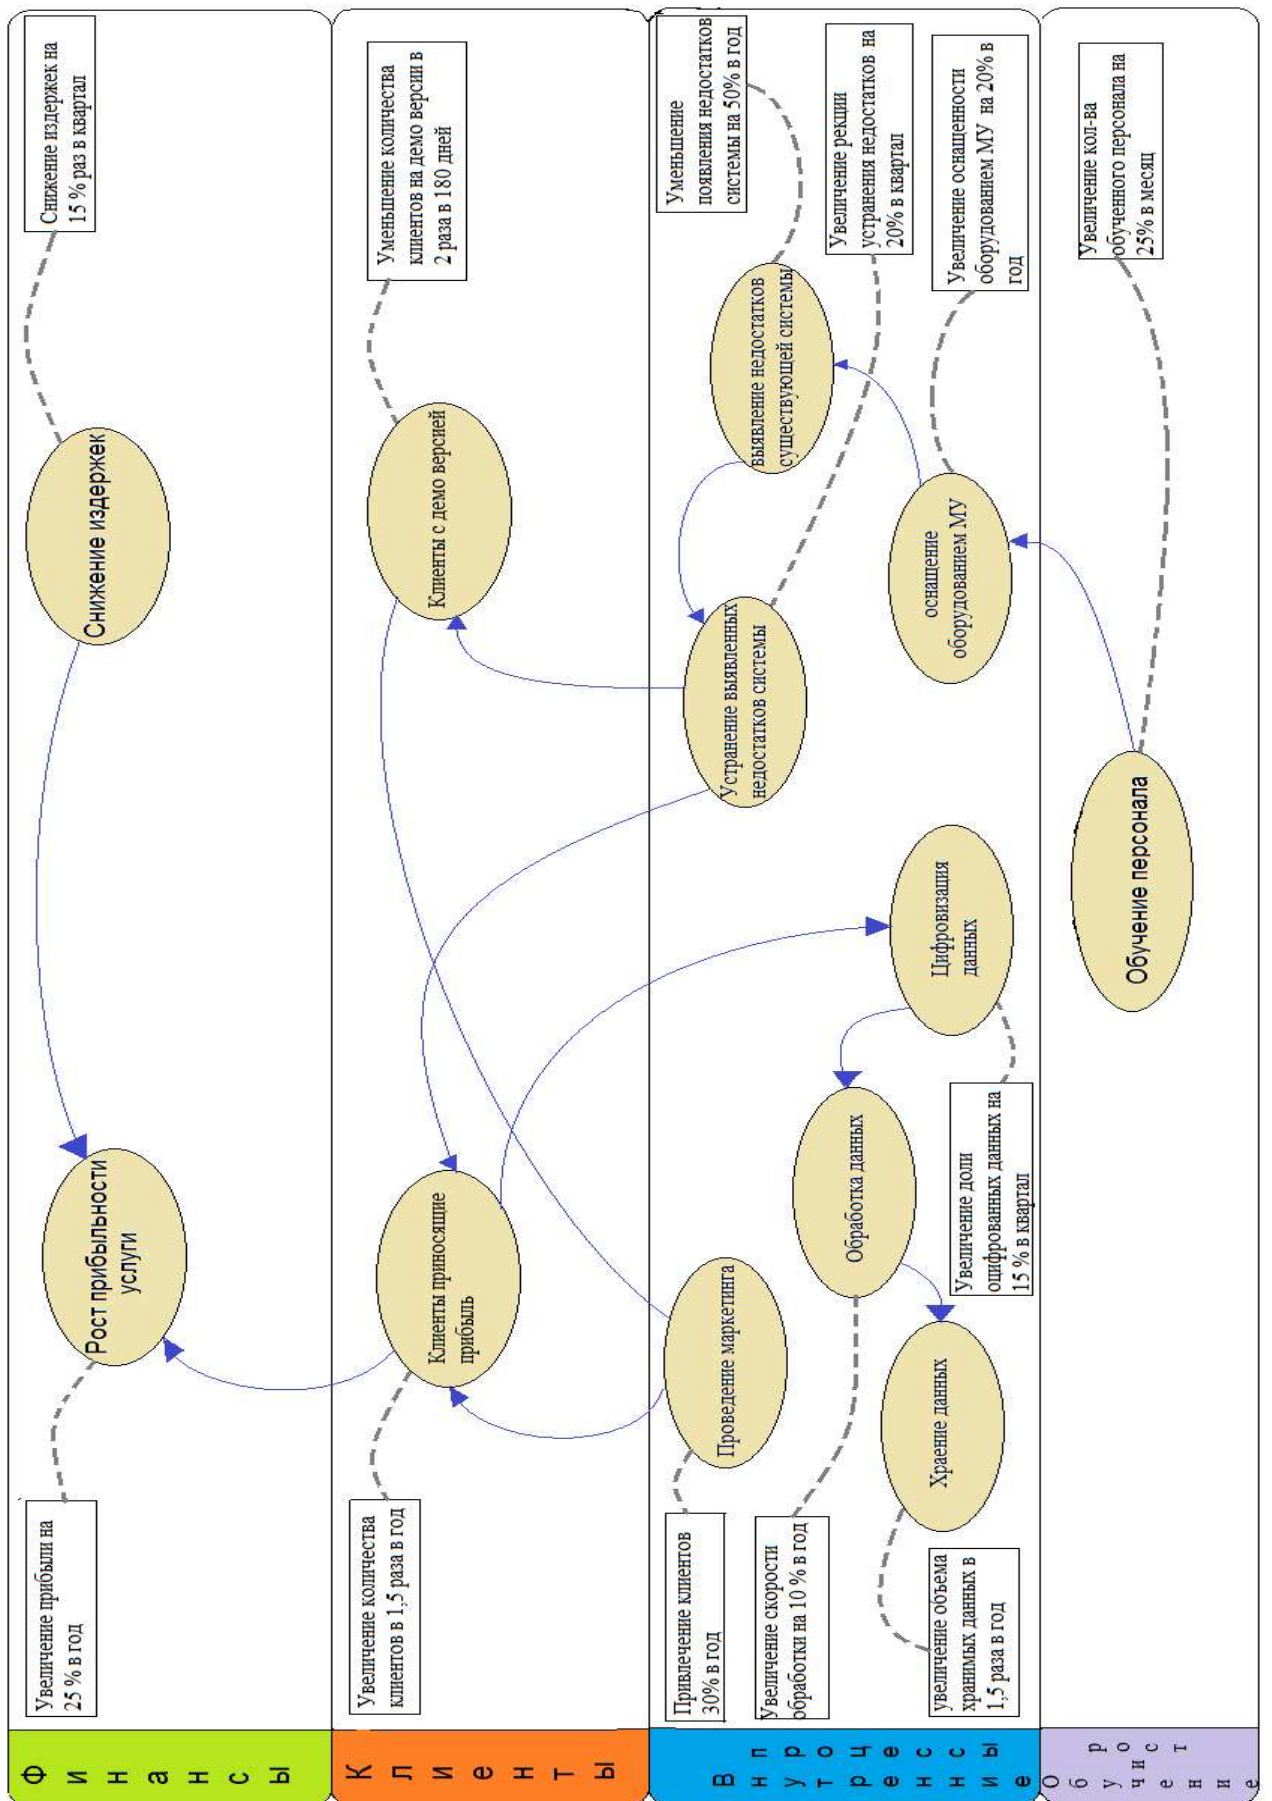 Финансы
Увеличение прибыли на
25 % в год
Рост прибыльности
услуги
Снижение издержек
Снижение издержек на
15 % раз в квартал
Клиенты
Увеличение количества
клиентов в 1,5 раза в год
Клиенты приносящие
прибыль
Клиенты с демо версией
Уменьшение количества
клиентов на демо версии в
2 раза в 180 дней
Внутренние
процессы
Привлечение клиентов
30% в год
Проведение маркетинга
Устранение выявленных
недостатков системы
выявление недостатков
существующей системы
Уменьшение
появления недостатков
системы на 50% в год
Увеличение скорости
обработки на 10 % в год
Обработка данных
Увеличение рекции
устранения недостатков на
20% в квартал
увеличение объема
хранимых данных в
1,5 раза в год
Храение данных
Увеличение доли
оцифрованных данных на
15 % в квартал
Цифровизация
данных
оснащение
оборудованием МУ
Увеличение оснащенности
оборудованием МУ на 20% в
год
Обучение
рост
Обучение персонала
Увеличение кол-ва
обученного персонала на
25% в месяц